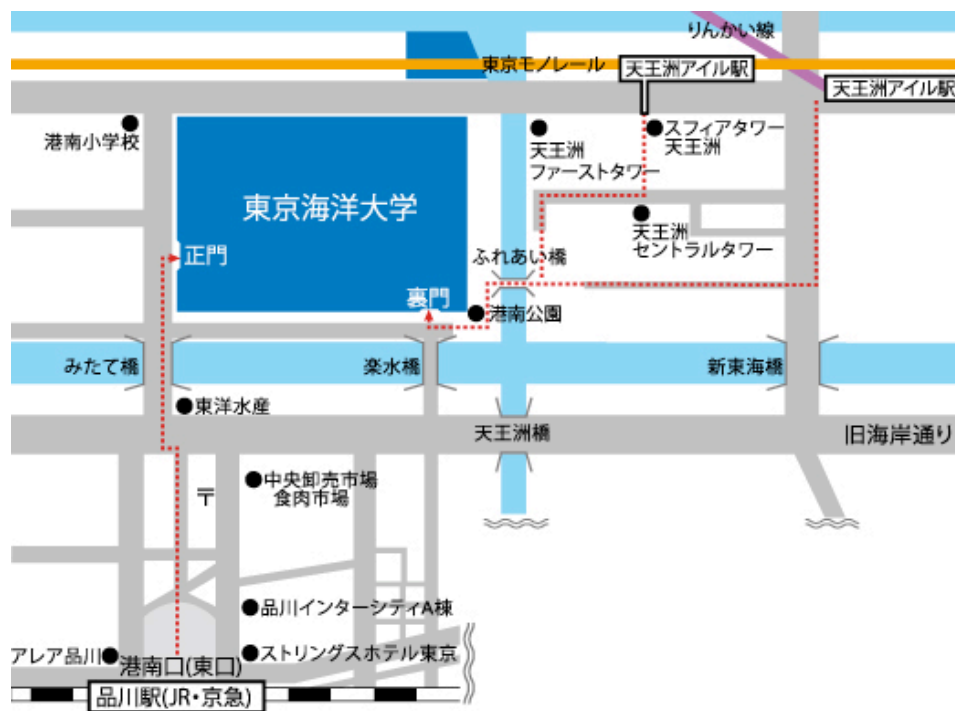 りんかい線
東京モノレール
天王洲アイル駅
天王洲アイル駅
港南小学校
天王洲
ファーストタワー
スフィアタワー
天王洲
東京海洋大学
天王洲
セントラルタワー
正門
ふれあい橋
裏門
港南公園
みたて橋
楽水橋
新東海橋
東洋水産
天王洲橋
旧海岸通り
中央卸売市場
食肉市場
〒
品川インターシティA棟
アレア品川
港南口(東口)
ストリングスホテル東京
品川駅(JR・京急)